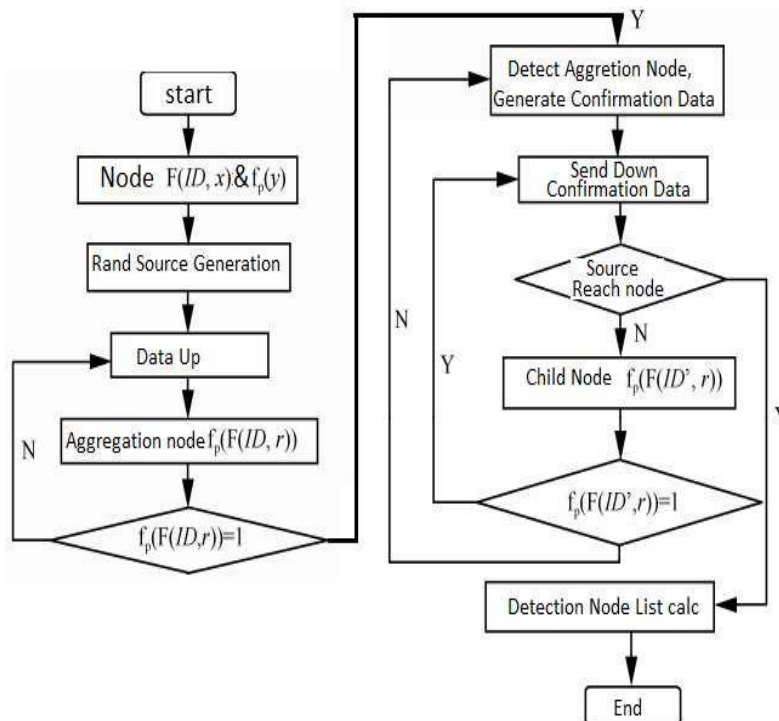 start
Node F(ID, x)&fp(y)
Rand Source Generation
Data Up
Aggregation node fp(F(ID, r))
N
fp(F(ID,r))=1
Y
Detect Aggretion Node,
Generate Confirmation Data
Send Down
Confirmation Data
Source
Reach node
N
N
Y
Child Node fp(F(ID’, r))
Y
fp(F(ID’,r))=1
Detection Node List calc
End